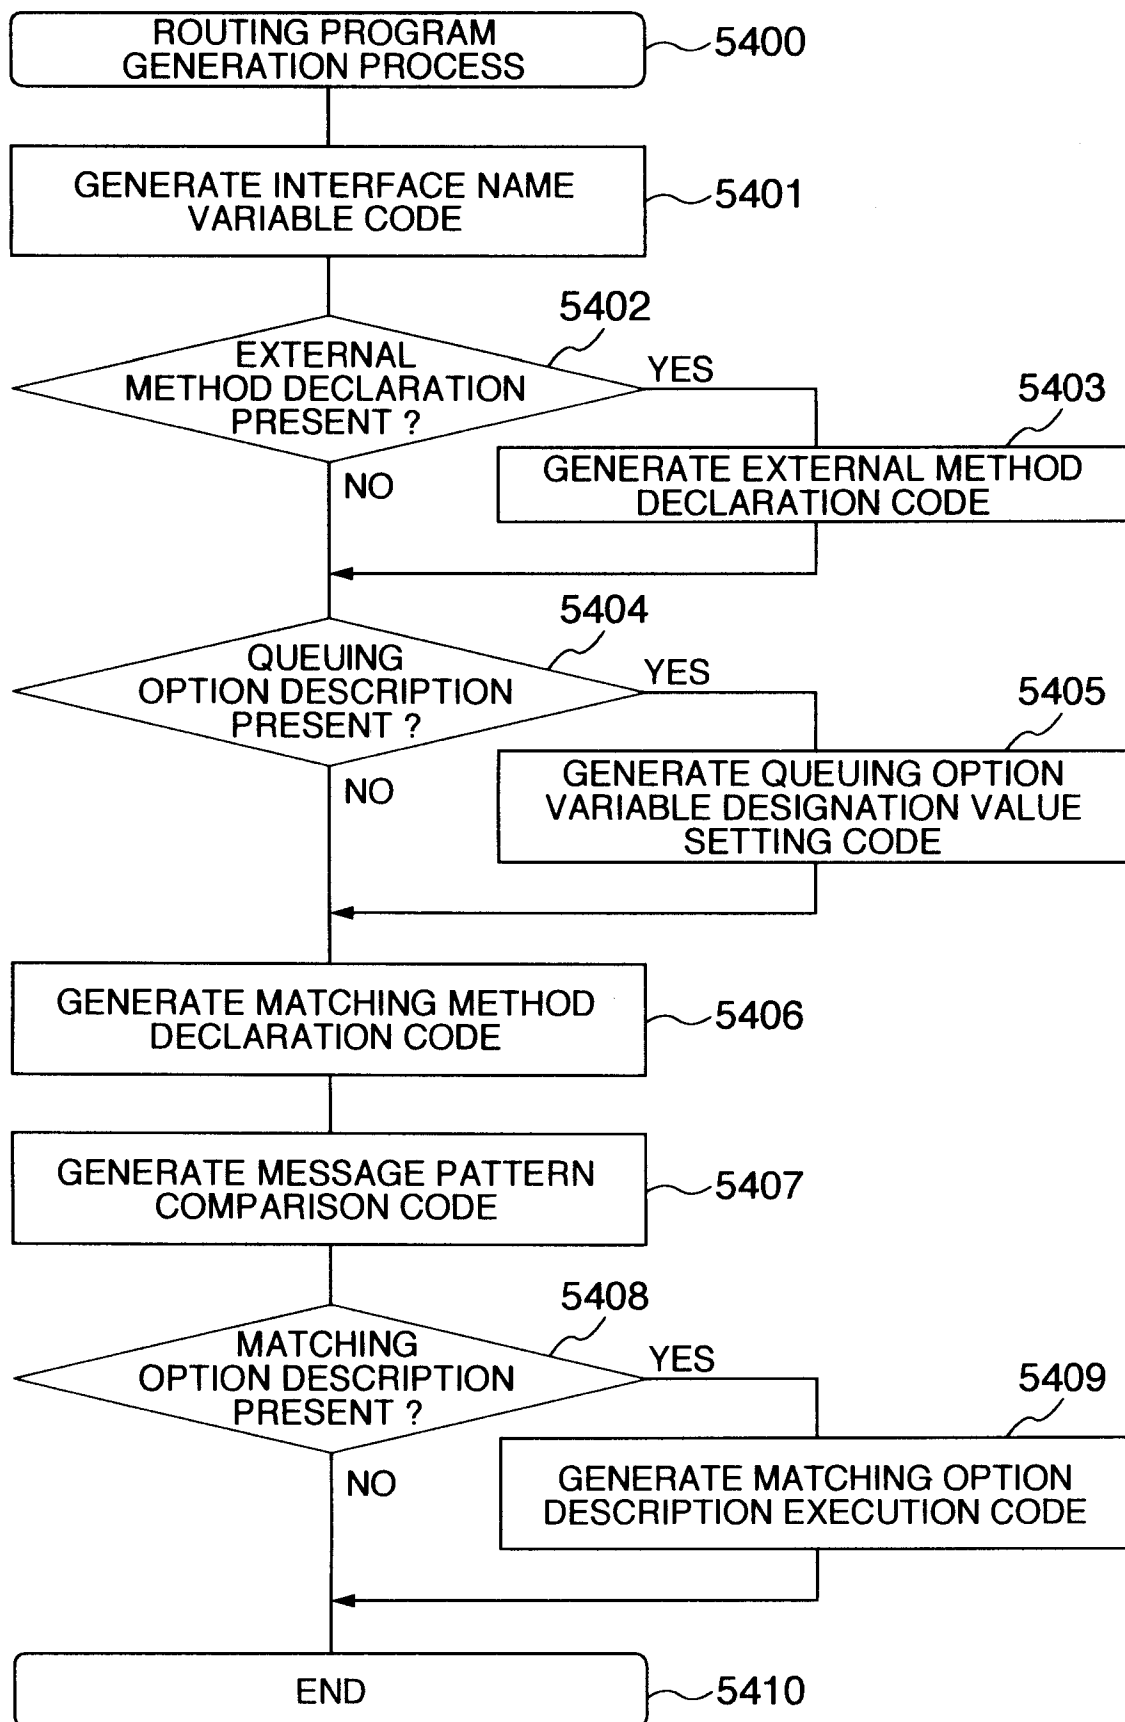 ROUTING PROGRAM
GENERATION PROCESS
5400
GENERATE INTERFACE NAME
VARIABLE CODE
5401
5402
EXTERNAL
METHOD DECLARATION
PRESENT ?
YES
NO
5403
GENERATE EXTERNAL METHOD
DECLARATION CODE
5404
QUEUING
OPTION DESCRIPTION
PRESENT ?
YES
NO
5405
GENERATE QUEUING OPTION
VARIABLE DESIGNATION VALUE
SETTING CODE
GENERATE MATCHING METHOD
DECLARATION CODE
5406
GENERATE MESSAGE PATTERN
COMPARISON CODE
5407
5408
MATCHING
OPTION DESCRIPTION
PRESENT ?
YES
NO
5409
GENERATE MATCHING OPTION
DESCRIPTION EXECUTION CODE
END
5410